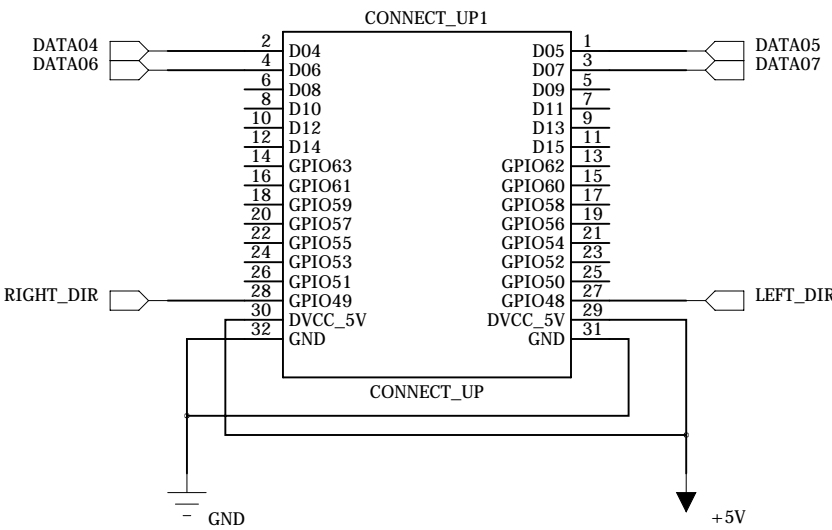 CONNECT_UP1
DATA04 2 D04 D05 1 DATA05
DATA06 4 D06 D07 3 DATA07
6 D08 D09 5
8 D10 D11 7
10 D12 D13 9
12 D14 D15 11
14 GPIO63 GPIO62 13
16 GPIO61 GPIO60 15
18 GPIO59 GPIO58 17
20 GPIO57 GPIO56 19
22 GPIO55 GPIO54 21
24 GPIO53 GPIO52 23
26 GPIO51 GPIO50 25
RIGHT_DIR 28 GPIO49 GPIO48 27 LEFT_DIR
30 DVCC_5V DVCC_5V 29
32 GND GND 31
CONNECT_UP
GND +5V